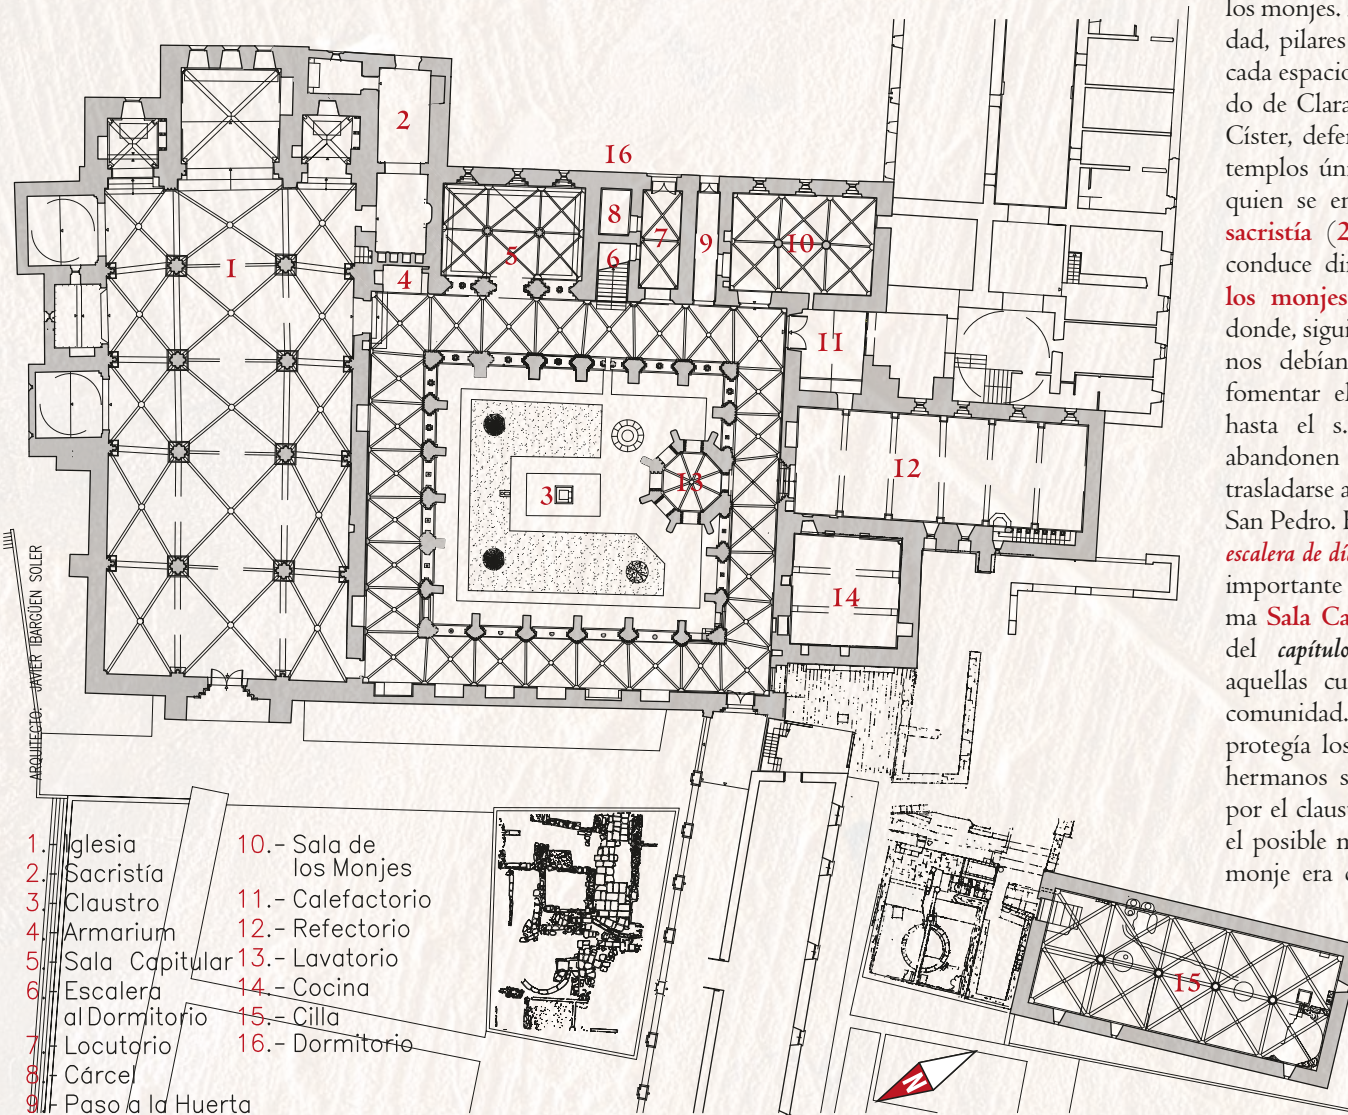 16
2
8
7
9
10
6
5
4
1
11
12
13
3
14
15
N
ARQUITECTO. JAVIER IBARGÜEN SOLER
1.- Iglesia
2.- Sacristía
3.- Claustro
4.- Armarium
5.- Sala Capitular
6.- Escalera
al Dormitorio
7.- Locutorio
8.- Cárcel
9.- Paso a la Huerta
10.- Sala de
los Monjes
11.- Calefactorio
12.- Refectorio
13.- Lavatorio
14.- Cocina
15.- Cilla
16.- Dormitorio
los monjes.
dad, pilares
cada espacio
do de Clara
Císter, defen
templos úni
quien se en
sacristía (2
conduce di
los monjes
donde, sigui
nos debían
fomentar el
hasta el s.
abandonen
trasladarse a
San Pedro.
escalera de dí
importante
ma Sala Ca
del capítulo
aquellas cu
comunidad.
protegía los
hermanos s
por el claus
el posible m
monje era